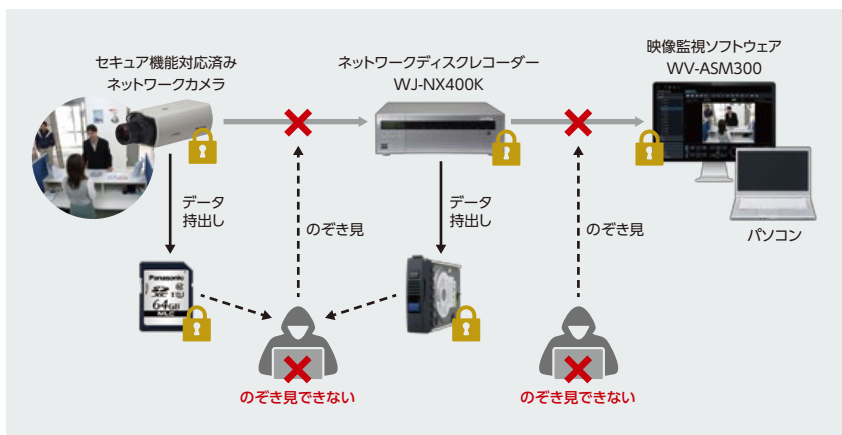 セキュア機能対応済み
ネットワークカメラ
ネットワークディスクレコーダー
WJ-NX400K
映像監視ソフトウェア
WV-ASM300
データ
持出し
のぞき見
データ
持出し
のぞき見
パソコン
Panasonic
64GB
MLC
のぞき見できない
のぞき見できない